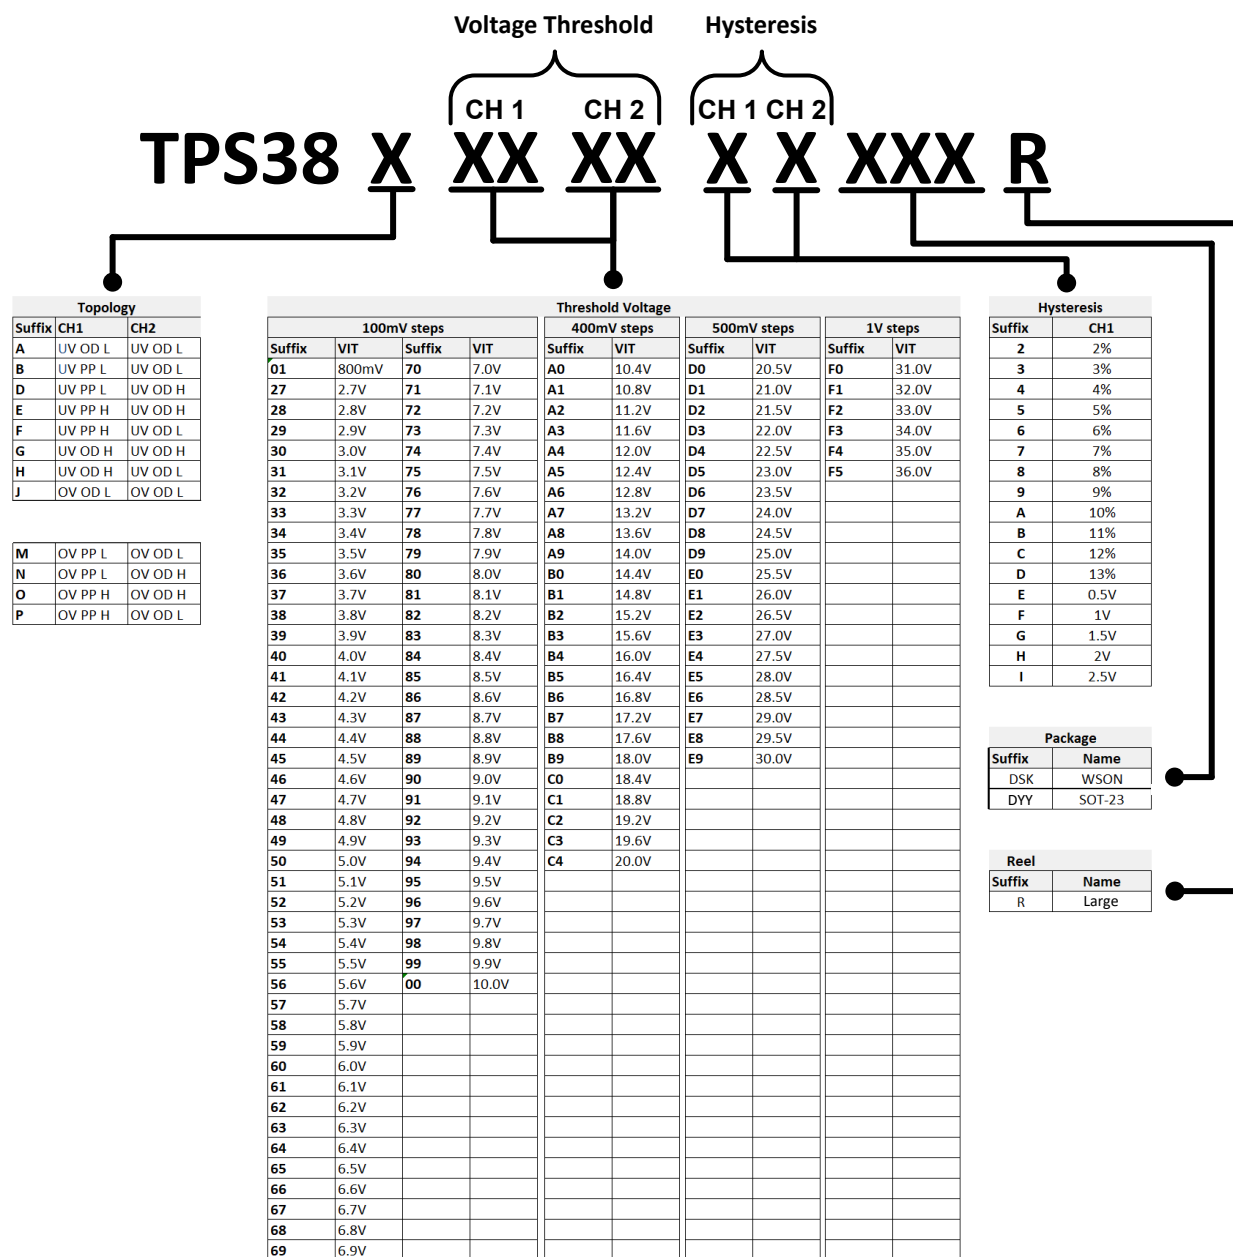 Voltage Threshold Hysteresis
CH 1 CH 2 CH 1 CH 2
TPS38 X XX XX X X XXX R
Topology
Suffix CH1 CH2
A UV OD L UV OD L
B UV PP L UV OD L
D UV PP L UV OD H
E UV PP H UV OD H
F UV PP H UV OD L
G UV OD H UV OD H
H UV OD H UV OD L
J OV OD L OV OD L
M OV PP L OV OD L
N OV PP L OV OD H
O OV PP H OV OD H
P OV PP H OV OD L
Threshold Voltage
100mV steps 400mV steps 500mV steps 1V steps
Suffix VIT Suffix VIT Suffix VIT Suffix VIT Suffix VIT
01 800mV 70 7.0V A0 10.4V D0 20.5V F0 31.0V
27 2.7V 71 7.1V A1 10.8V D1 21.0V F1 32.0V
28 2.8V 72 7.2V A2 11.2V D2 21.5V F2 33.0V
29 2.9V 73 7.3V A3 11.6V D3 22.0V F3 34.0V
30 3.0V 74 7.4V A4 12.0V D4 22.5V F4 35.0V
31 3.1V 75 7.5V A5 12.4V D5 23.0V F5 36.0V
32 3.2V 76 7.6V A6 12.8V D6 23.5V
33 3.3V 77 7.7V A7 13.2V D7 24.0V
34 3.4V 78 7.8V A8 13.6V D8 24.5V
35 3.5V 79 7.9V A9 14.0V D9 25.0V
36 3.6V 80 8.0V B0 14.4V E0 25.5V
37 3.7V 81 8.1V B1 14.8V E1 26.0V
38 3.8V 82 8.2V B2 15.2V E2 26.5V
39 3.9V 83 8.3V B3 15.6V E3 27.0V
40 4.0V 84 8.4V B4 16.0V E4 27.5V
41 4.1V 85 8.5V B5 16.4V E5 28.0V
42 4.2V 86 8.6V B6 16.8V E6 28.5V
43 4.3V 87 8.7V B7 17.2V E7 29.0V
44 4.4V 88 8.8V B8 17.6V E8 29.5V
45 4.5V 89 8.9V B9 18.0V E9 30.0V
46 4.6V 90 9.0V C0 18.4V
47 4.7V 91 9.1V C1 18.8V
48 4.8V 92 9.2V C2 19.2V
49 4.9V 93 9.3V C3 19.6V
50 5.0V 94 9.4V C4 20.0V
51 5.1V 95 9.5V
52 5.2V 96 9.6V
53 5.3V 97 9.7V
54 5.4V 98 9.8V
55 5.5V 99 9.9V
56 5.6V 00 10.0V
57 5.7V
58 5.8V
59 5.9V
60 6.0V
61 6.1V
62 6.2V
63 6.3V
64 6.4V
65 6.5V
66 6.6V
67 6.7V
68 6.8V
69 6.9V
Hysteresis
Suffix CH1
2 2%
3 3%
4 4%
5 5%
6 6%
7 7%
8 8%
9 9%
A 10%
B 11%
C 12%
D 13%
E 0.5V
F 1V
G 1.5V
H 2V
I 2.5V
Package
Suffix Name
DSK WSON
DYY SOT-23
Reel
Suffix Name
R Large